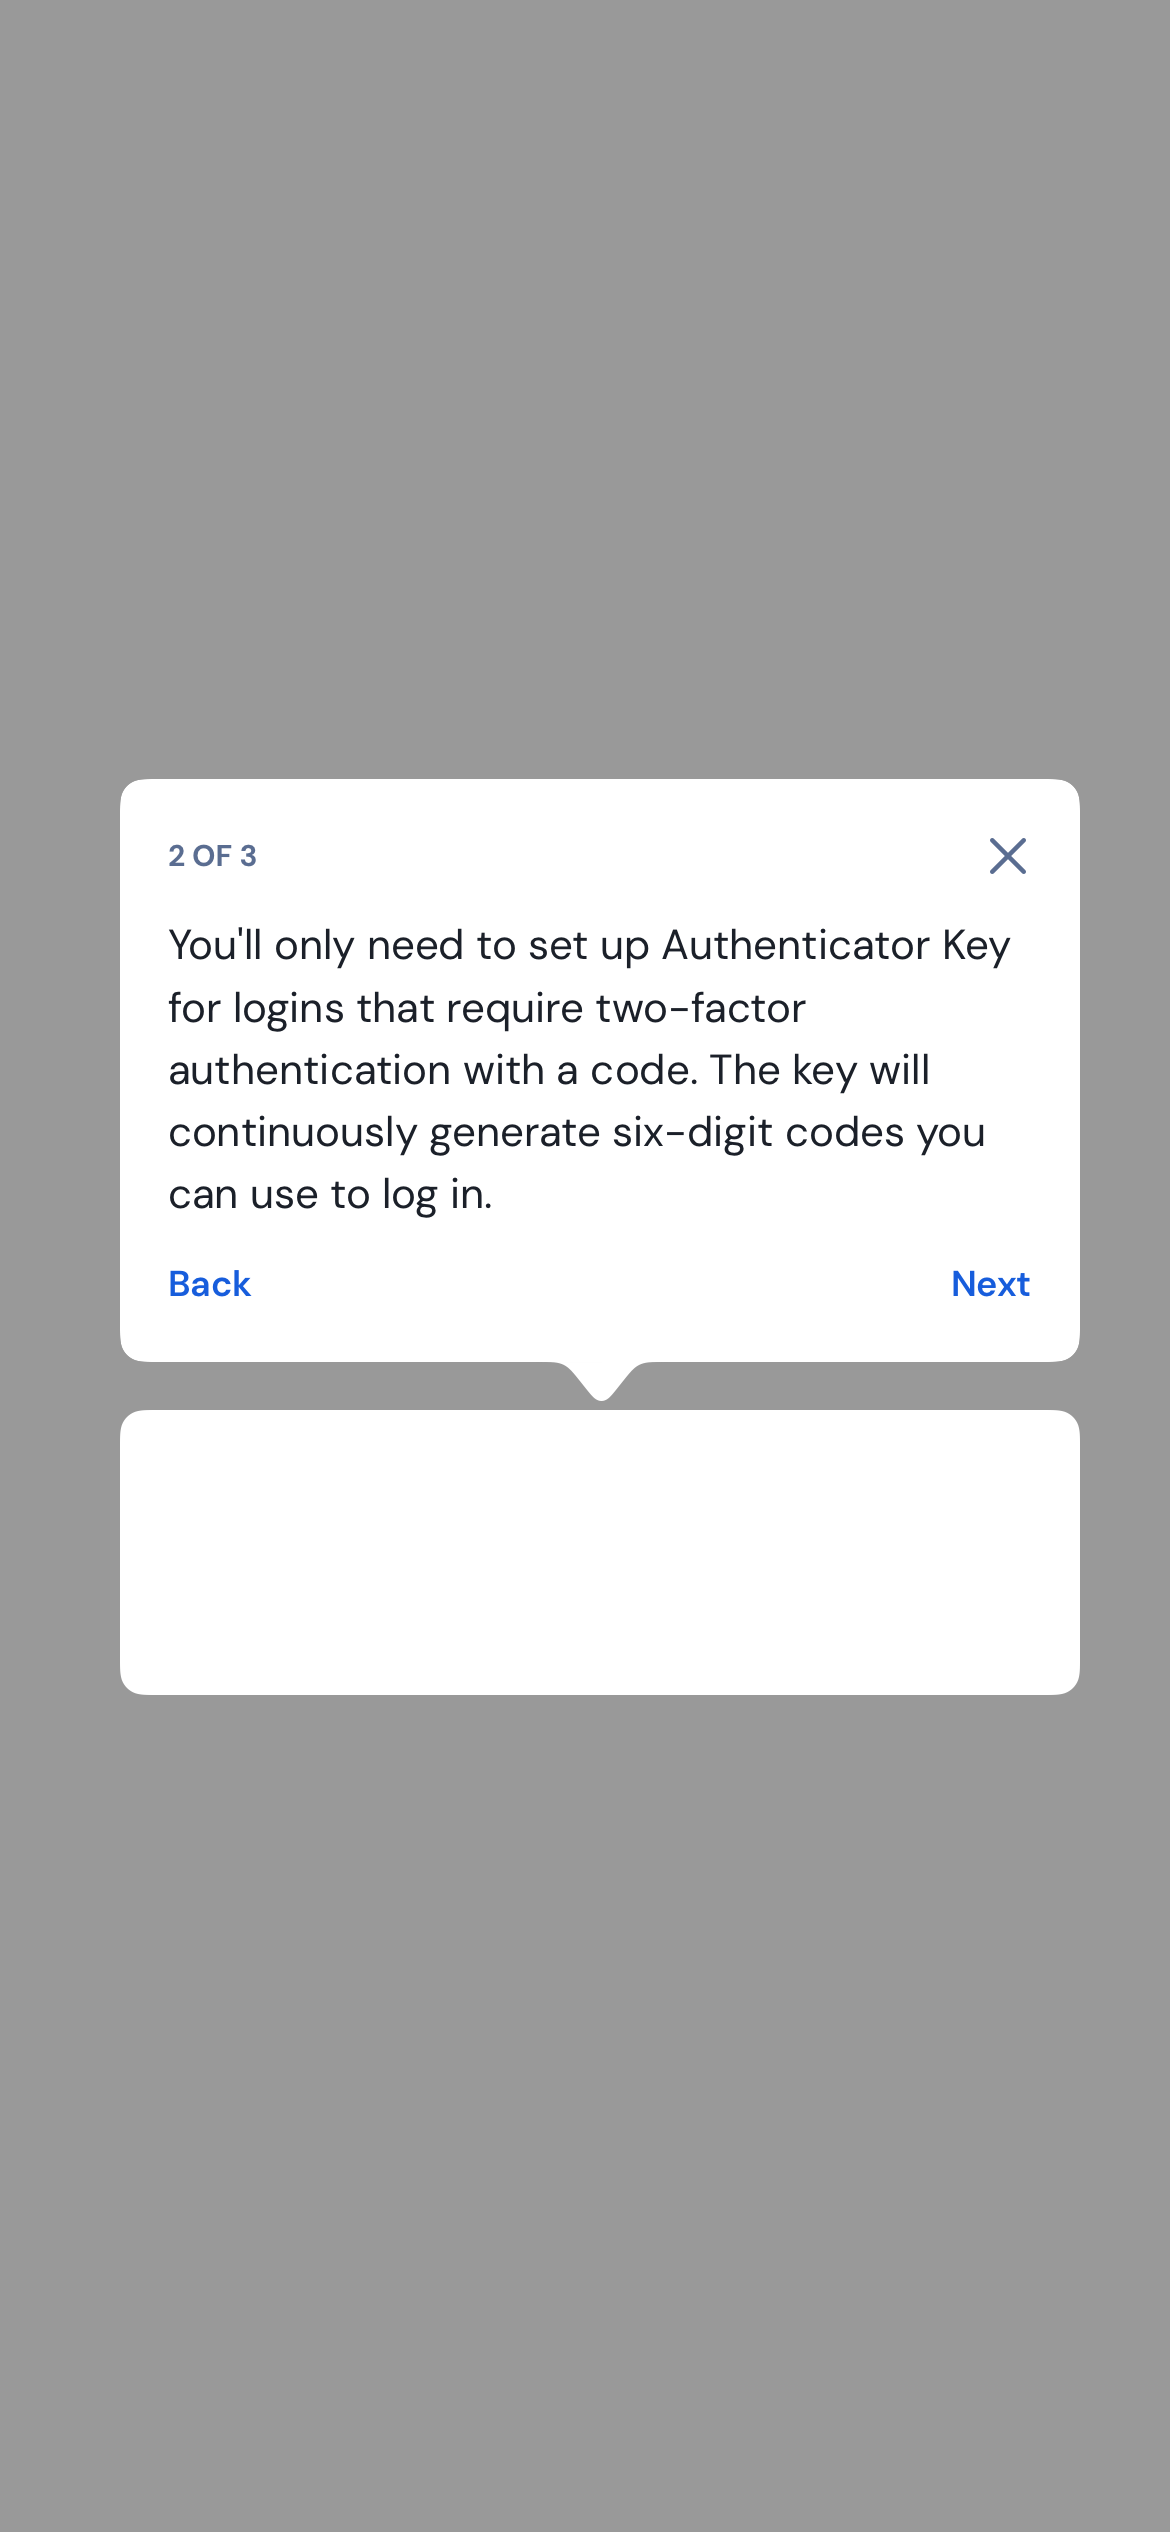 2 OF 3
You'll only need to set up Authenticator Key
for logins that require two-factor
authentication with a code. The key will
continuously generate six-digit codes you
can use to log in.
Back
Next